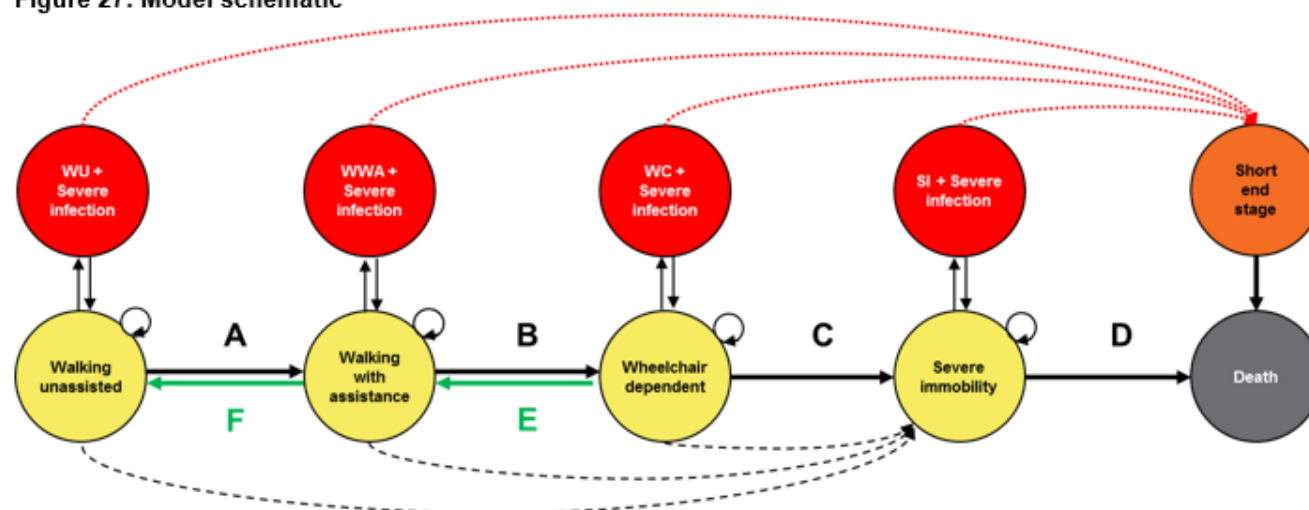 Figure 27: Model schematic
WU +
Severe
infection
WWA +
Severe
infection
WC +
Severe
infection
SI + Severe
infection
Short
end
stage
A
B
C
D
Walking
unassisted
Walking
with
assistance
Wheelchair
dependent
Severe
immobility
Death
F
E